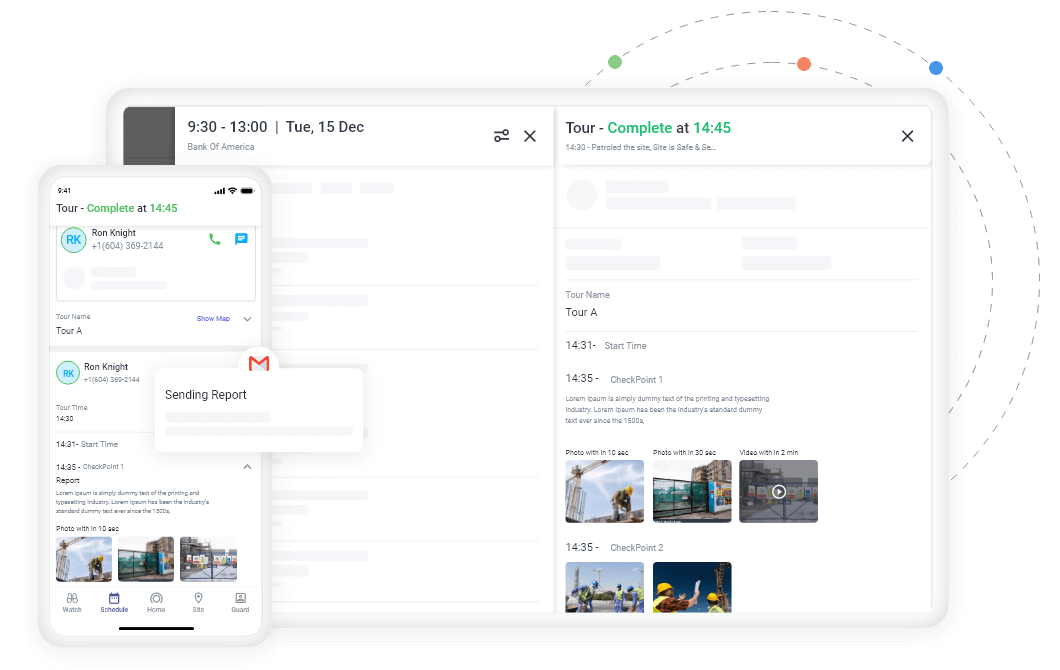 9:30 - 13:00 | Tue, 15 Dec
Bank Of America
Tour - Complete at 14:45
14:30 - Patroled the site, Site is Safe & Se...
Tour Name
Tour A
14:31- Start Time
14:35 - CheckPoint 1
Lorem Ipsum is simply dummy text of the printing and typesetting
industry. Lorem Ipsum has been the industry's standard dummy
text ever since the 1500s,
Photo with in 10 sec
Photo with in 30 sec
Video with in 2 min
14:35 - CheckPoint 2
9:41
Tour - Complete at 14:45
RK
Ron Knight
+1(604) 369-2144
Tour Name
Show Map
Tour A
RK
Ron Knight
+1(604) 369-2144
Tour Time
14:30
14:31- Start Time
14:35 - CheckPoint 1
Report
Lorem Ipsum is simply dummy text of the printing and
typesetting industry. Lorem Ipsum has been the industry's
standard dummy text ever since the 1500s,
Photo with in 10 sec
Watch
Schedule
Home
Site
Guard
Sending Report